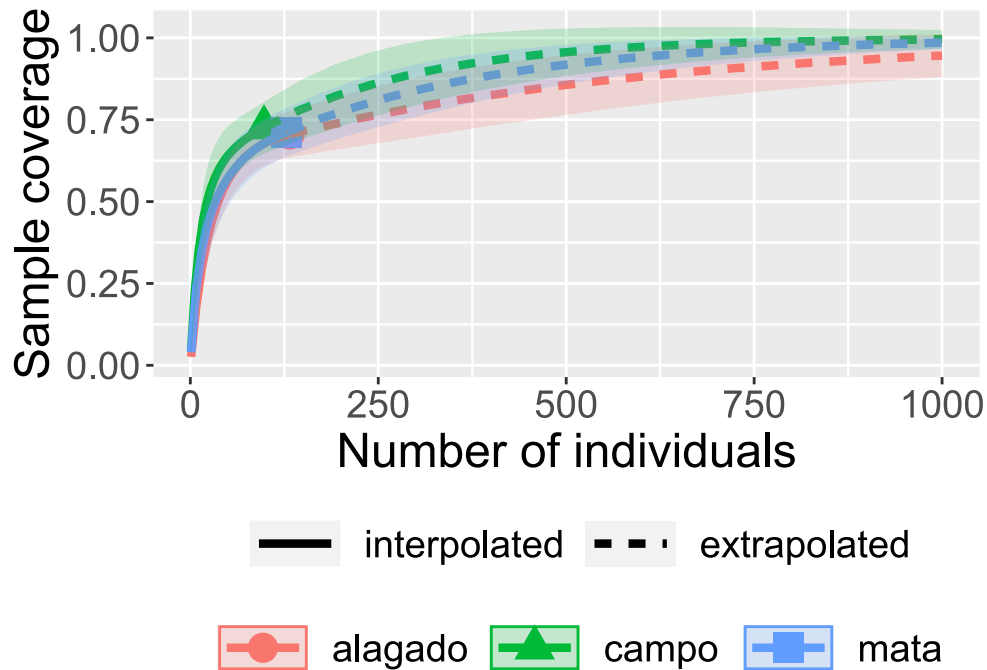 Sample coverage
1.00
0.75
0.50
0.25
0.00
0 250 500 750 1000
Number of individuals
interpolated extrapolated
alagado campo mata